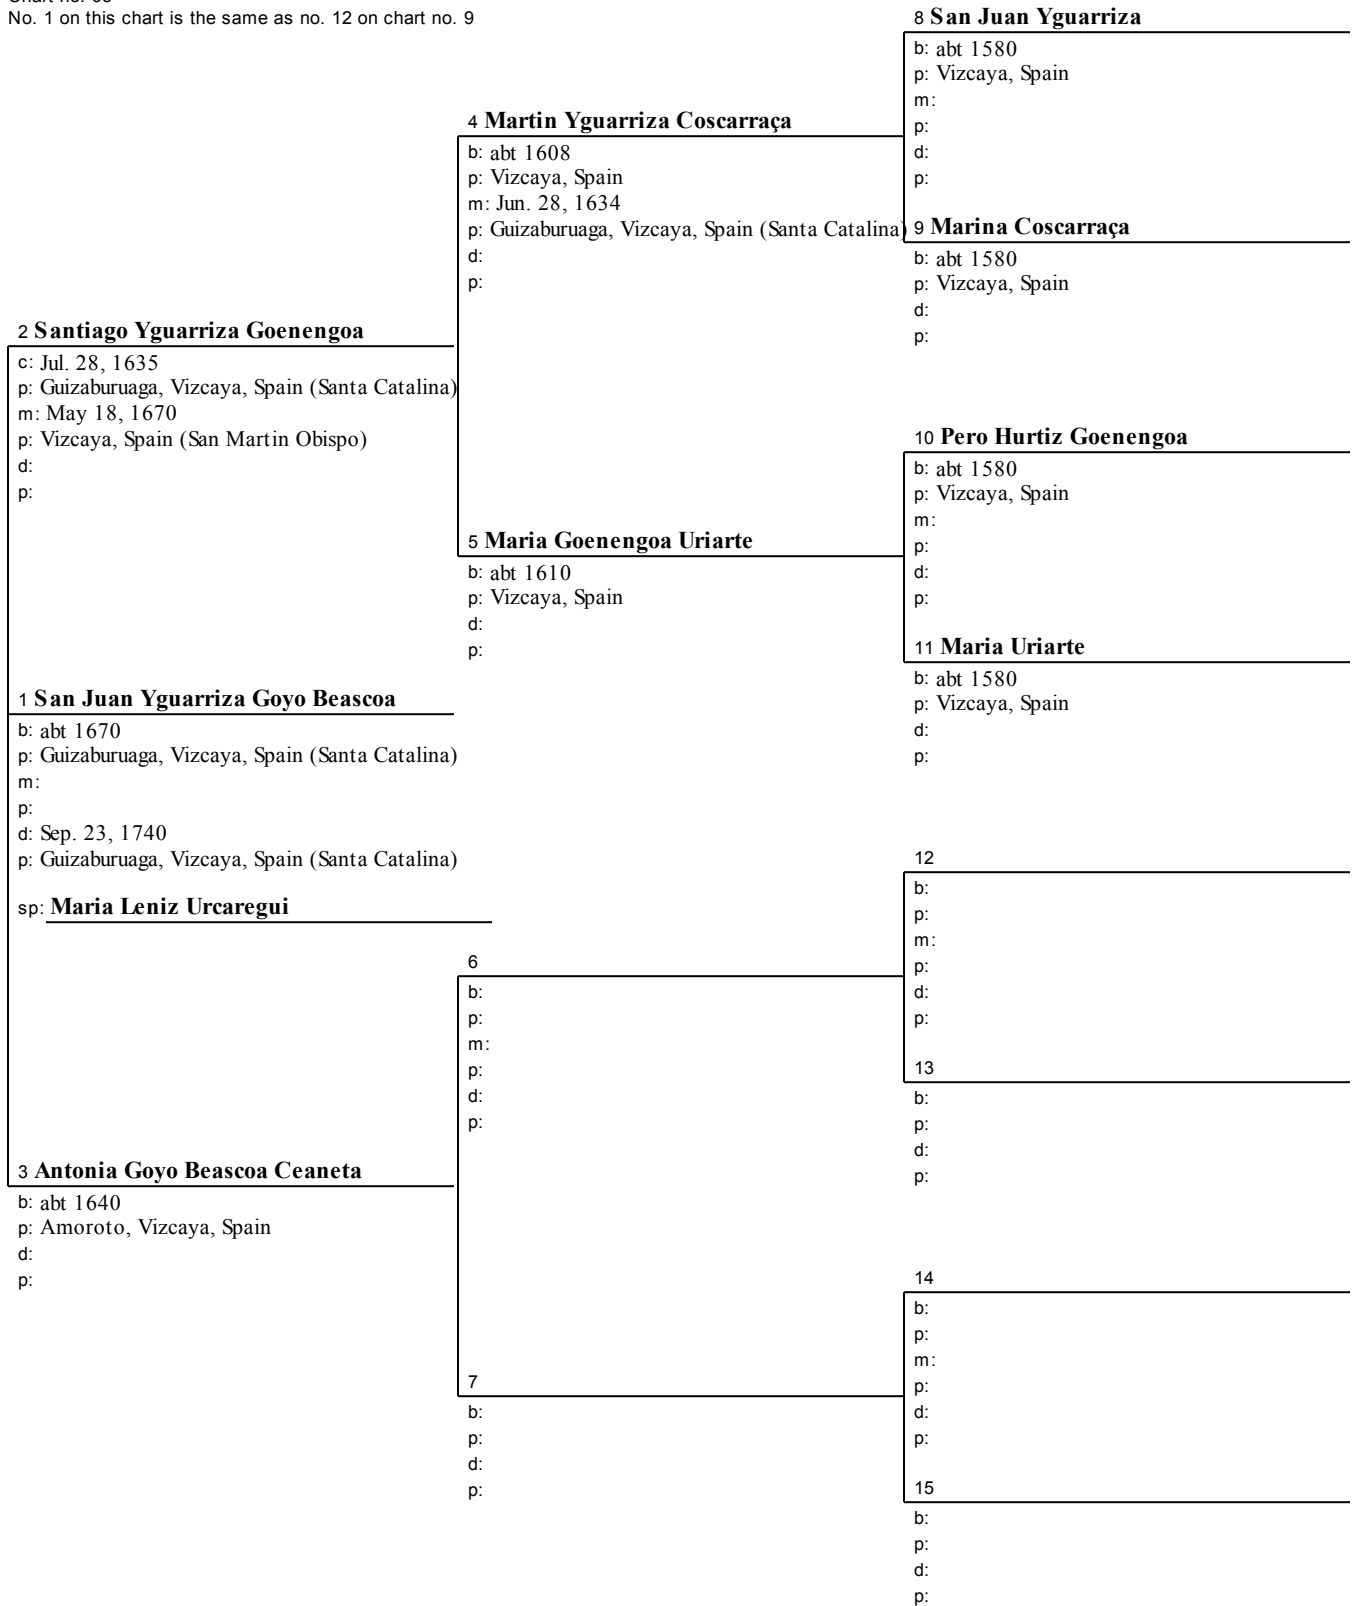 No. 1 on this chart is the same as no. 12 on chart no. 9
8 San Juan Yguarriza
b: abt 1580
p: Vizcaya, Spain
m:
p:
d:
p:
4 Martin Yguarriza Coscarraça
b: abt 1608
p: Vizcaya, Spain
m: Jun. 28, 1634
p: Guizaburuaga, Vizcaya, Spain (Santa Catalina)
d:
p:
9 Marina Coscarraça
b: abt 1580
p: Vizcaya, Spain
d:
p:
2 Santiago Yguarriza Goenengoa
c: Jul. 28, 1635
p: Guizaburuaga, Vizcaya, Spain (Santa Catalina)
m: May 18, 1670
p: Vizcaya, Spain (San Martin Obispo)
d:
p:
10 Pero Hurtiz Goenengoa
b: abt 1580
p: Vizcaya, Spain
m:
p:
d:
p:
5 Maria Goenengoa Uriarte
b: abt 1610
p: Vizcaya, Spain
d:
p:
11 Maria Uriarte
b: abt 1580
p: Vizcaya, Spain
d:
p:
1 San Juan Yguarriza Goyo Beascoa
b: abt 1670
p: Guizaburuaga, Vizcaya, Spain (Santa Catalina)
m:
p:
d: Sep. 23, 1740
p: Guizaburuaga, Vizcaya, Spain (Santa Catalina)
sp: Maria Leniz Urcaregui
12
b:
p:
m:
p:
d:
p:
6
b:
p:
m:
p:
d:
p:
13
b:
p:
d:
p:
3 Antonia Goyo Beascoa Ceaneta
b: abt 1640
p: Amoroto, Vizcaya, Spain
d:
p:
14
b:
p:
m:
p:
d:
p:
7
b:
p:
d:
p:
15
b:
p:
d:
p: